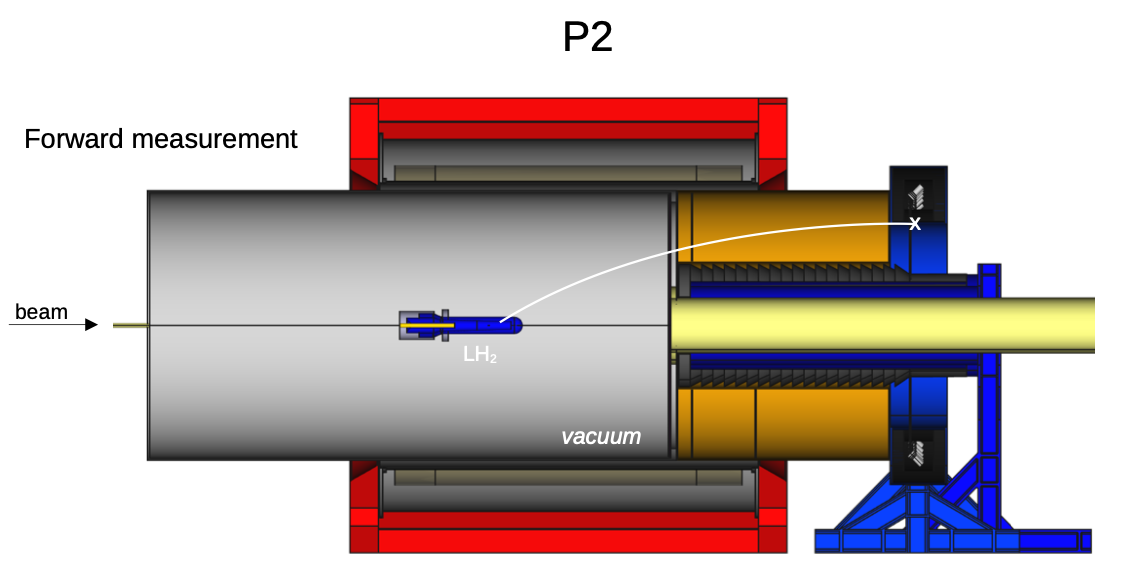 P2
Forward measurement
x
beam
LH₂
vacuum